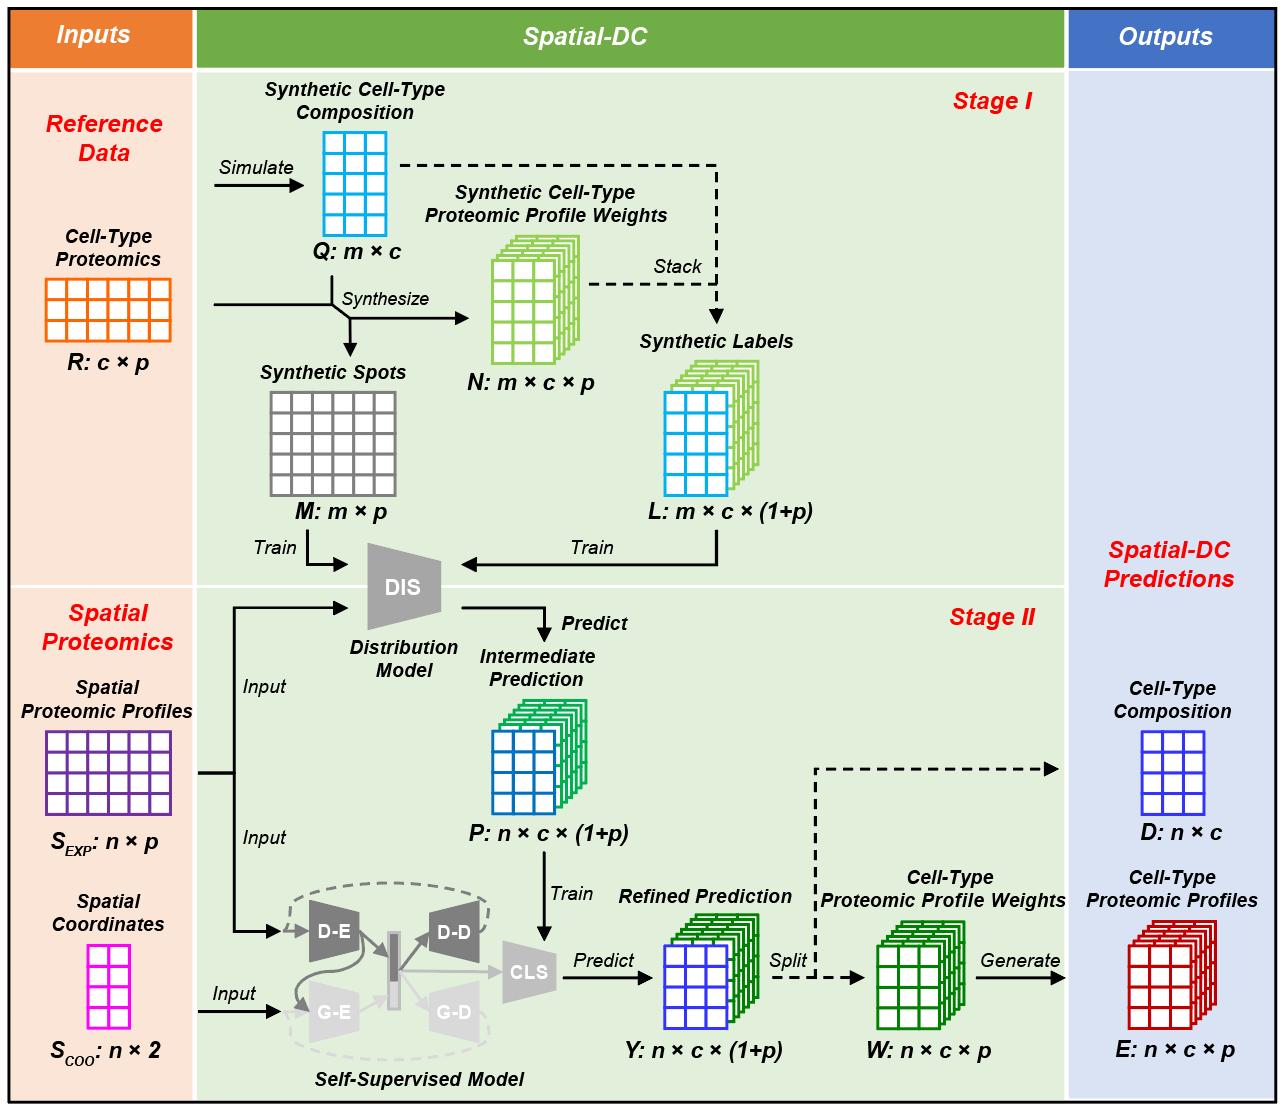 Inputs
Spatial-DC
Outputs
Reference
Data
Cell-Type
Proteomics
R: c × p
Stage I
Synthetic Cell-Type
Composition
Simulate
Q: m × c
Synthetic Cell-Type
Proteomic Profile Weights
Stack
Synthesize
N: m × c × p
Synthetic Spots
M: m × p
Synthetic Labels
L: m × c × (1+p)
Train
Train
DIS
Distribution
Model
Spatial
Proteomics
Spatial
Proteomic Profiles
S_EXP: n × p
Spatial
Coordinates
S_COO: n × 2
Stage II
Input
Input
Input
Predict
Intermediate
Prediction
P: n × c × (1+p)
Train
D-E
D-D
G-E
G-D
CLS
Self-Supervised Model
Predict
Refined Prediction
Y: n × c × (1+p)
Split
Cell-Type
Proteomic Profile Weights
W: n × c × p
Generate
Spatial-DC
Predictions
Cell-Type
Composition
D: n × c
Cell-Type
Proteomic Profiles
E: n × c × p